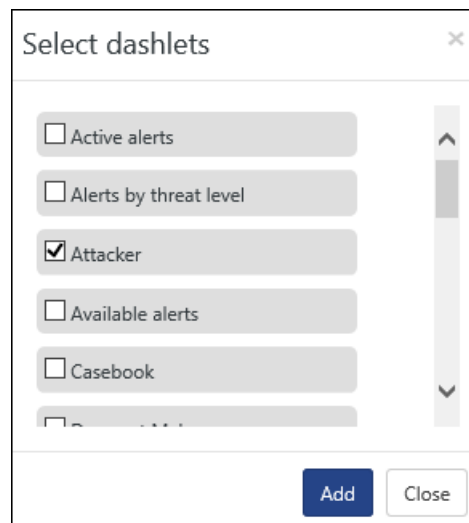 Select dashlets
×
Active alerts
Alerts by threat level
Attacker
Available alerts
Casebook
Add
Close